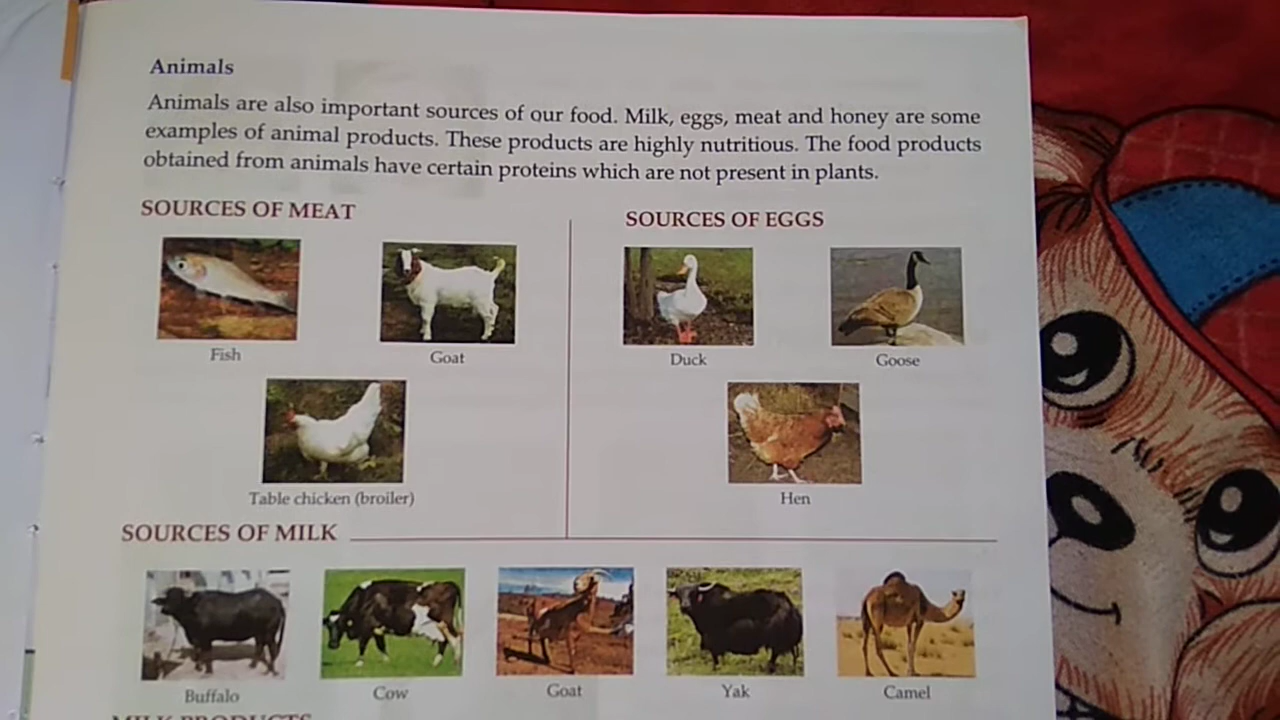 Animals
Animals are also important sources of our food. Milk, eggs, meat and honey are some
examples of animal products. These products are highly nutritious. The food products
obtained from animals have certain proteins which are not present in plants.
SOURCES OF MEAT
SOURCES OF EGGS
Fish
Goat
Duck
Goose
Table chicken (broiler)
Hen
SOURCES OF MILK
Buffalo
Cow
Goat
Yak
Camel
MILK PRODUCTS